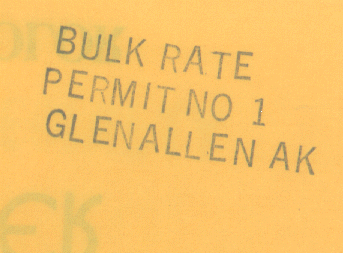 BULK RATE
PERMIT NO 1
GLENALLEN AK